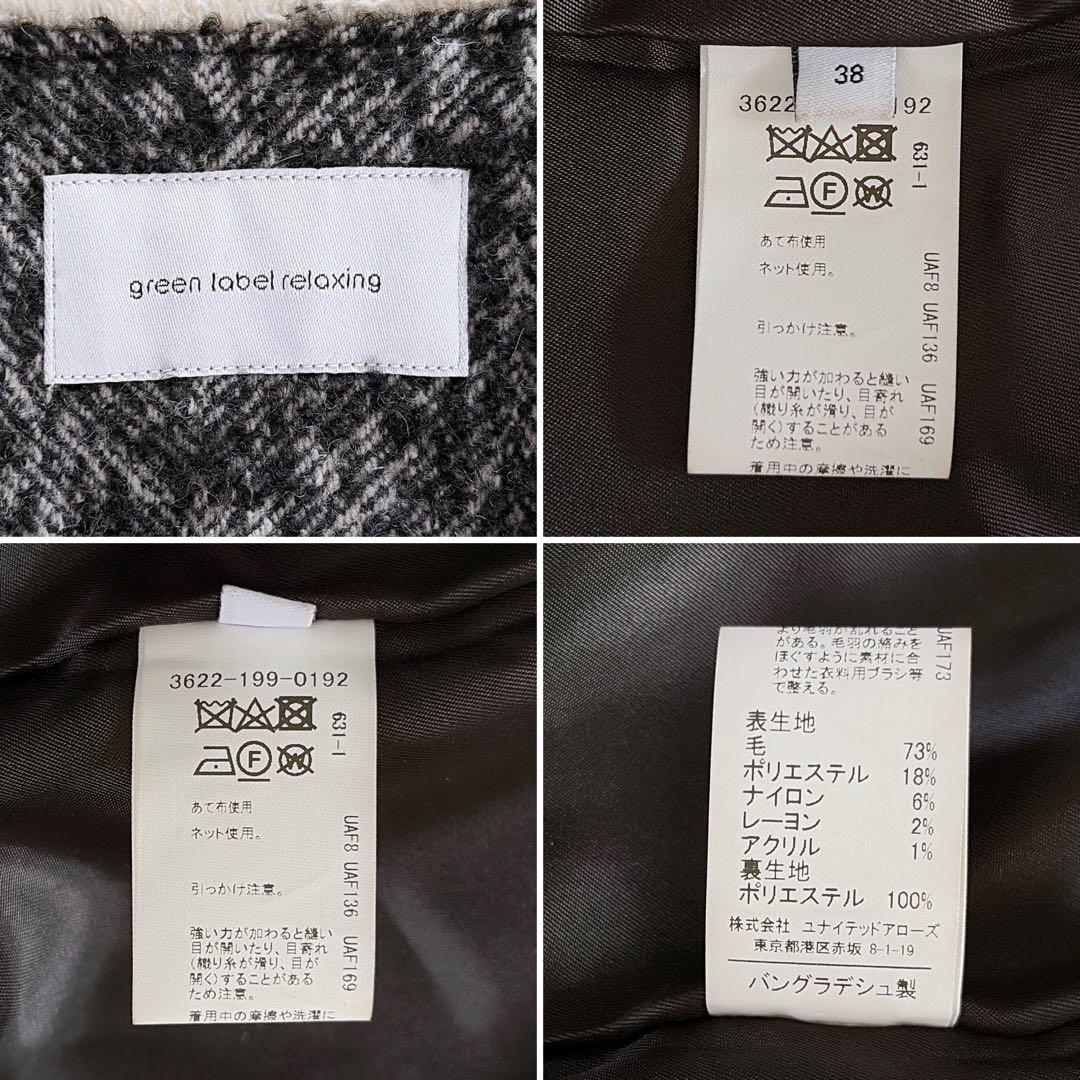 green label relaxing
38
3622
192
631-1
F
W
あて布使用
ネット使用。
引っかけ注意。
強い力が加わると縫い
目が開いたり、目寄れ
(織り糸が滑り、目が
開く)することがある
ため注意。
着用中の摩擦や洗濯に
UAF8 UAF136 UAF169
3622-199-0192
631-1
F
W
あて布使用
ネット使用。
引っかけ注意。
強い力が加わると縫い
目が開いたり、目寄れ
(織り糸が滑り、目が
開く)することがある
ため注意。
着用中の摩擦や洗濯に
UAF8 UAF136 UAF169
より毛羽が乱れること
がある。毛羽の絡みを
ほぐすように素材に合
わせた衣料用ブラシ等
で整える。
UAF173
表生地
毛 73%
ポリエステル 18%
ナイロン 6%
レーヨン 2%
アクリル 1%
裏生地
ポリエステル 100%
株式会社 ユナイテッドアローズ
東京都港区赤坂 8-1-19
バングラデシュ製